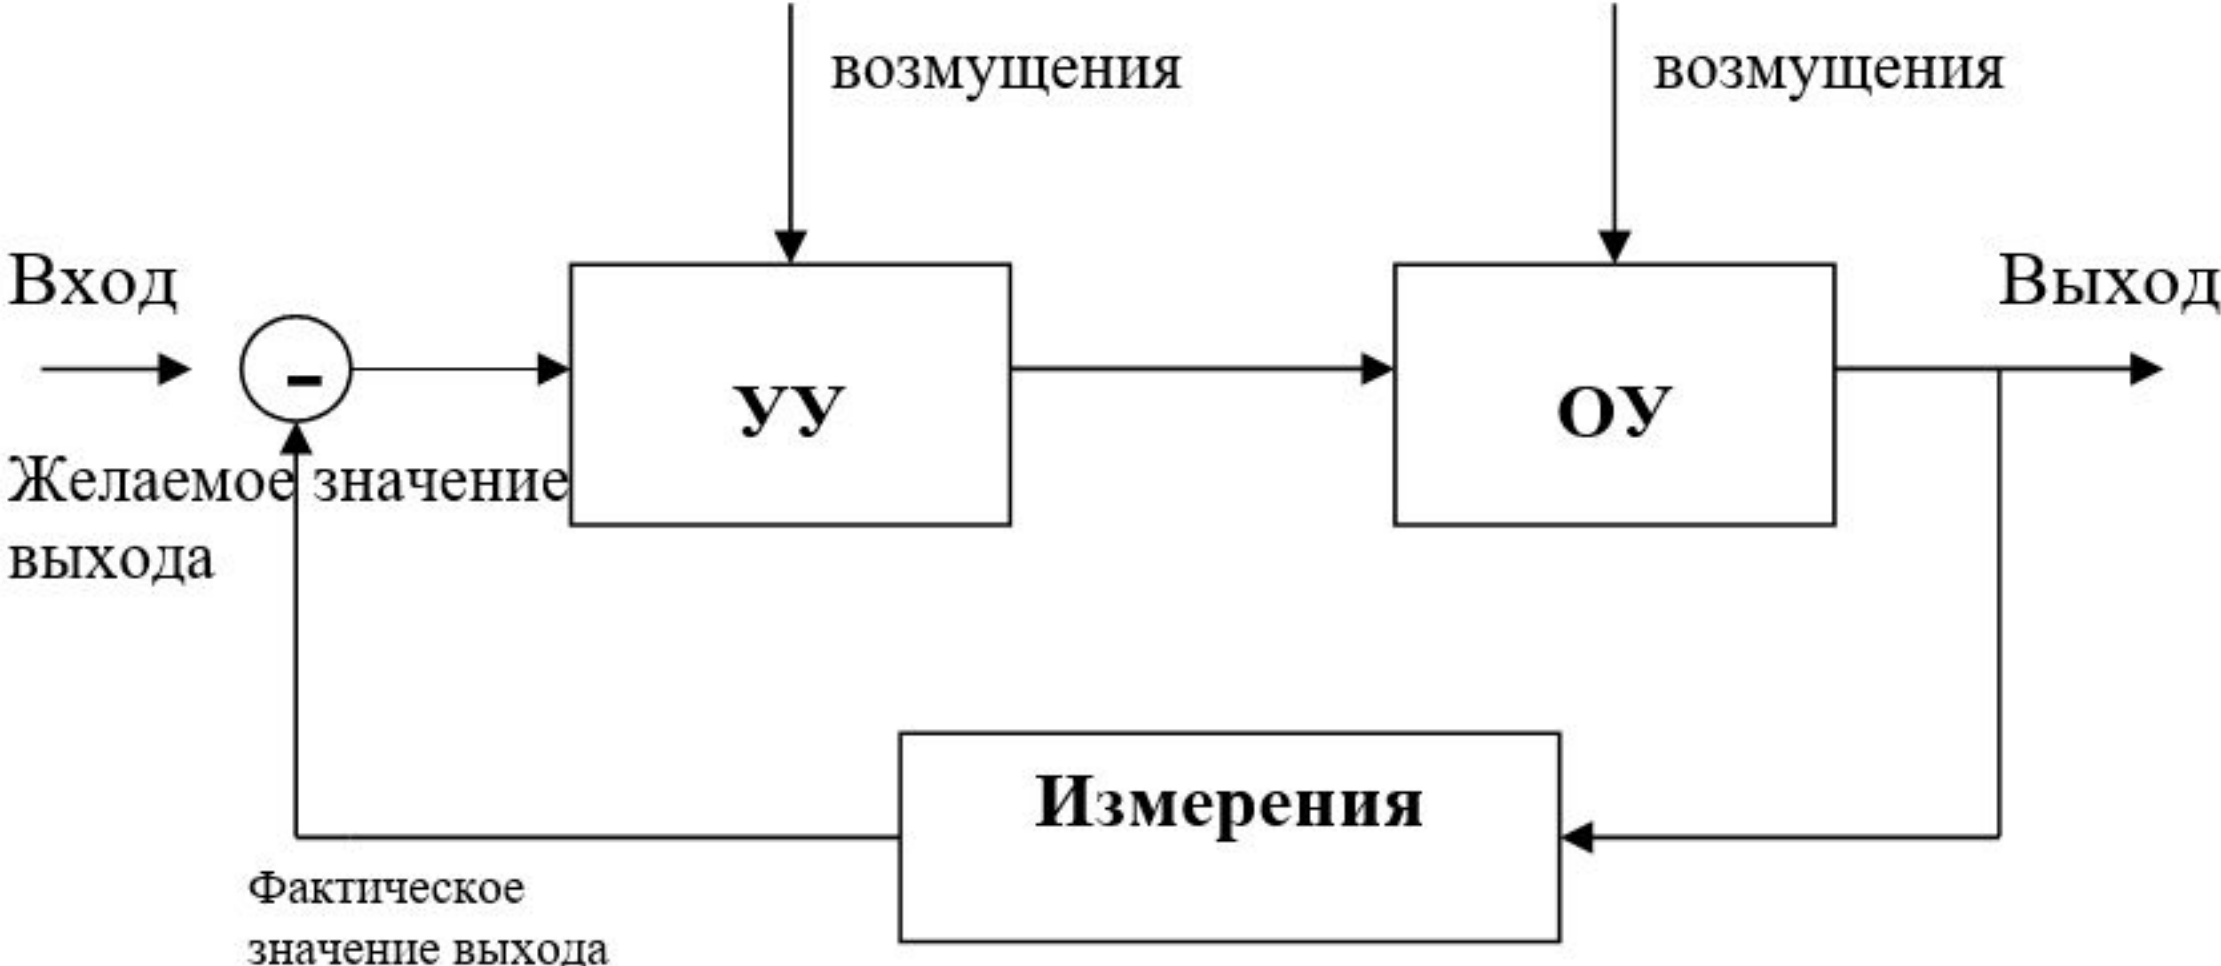 возмущения
возмущения
Вход
Выход
-
УУ
ОУ
Желаемое значение
выхода
Измерения
Фактическое
значение выхода